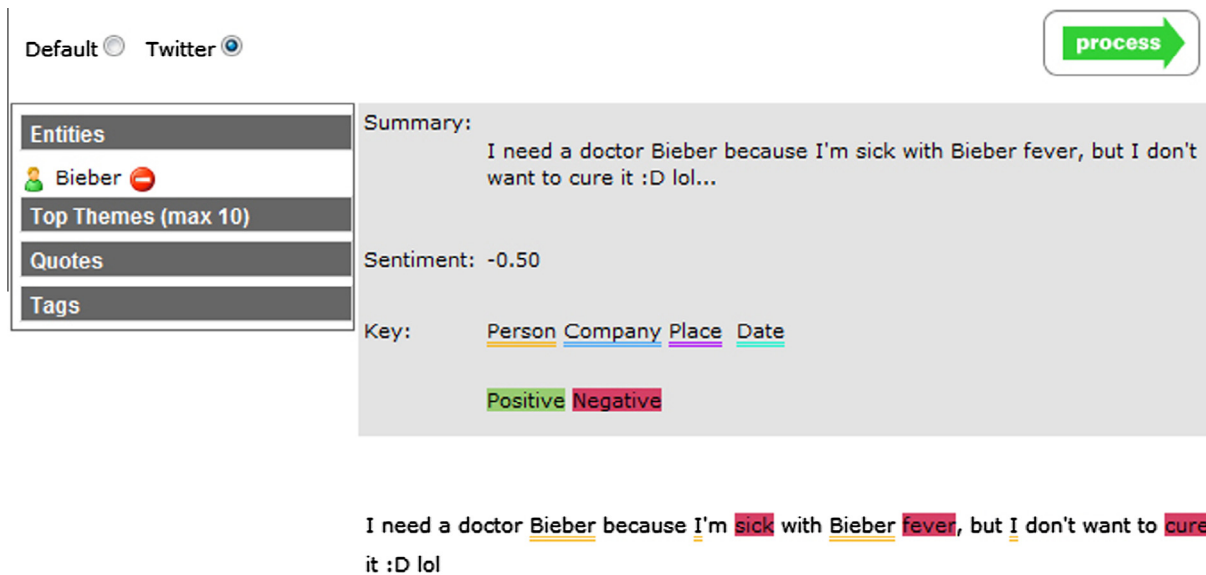 Default Twitter
process
Entities
Bieber
Top Themes (max 10)
Quotes
Tags
Summary:
I need a doctor Bieber because I'm sick with Bieber fever, but I don't
want to cure it :D lol...
Sentiment: -0.50
Key: Person Company Place Date
Positive Negative
I need a doctor Bieber because I'm sick with Bieber fever, but I don't want to cure
it :D lol